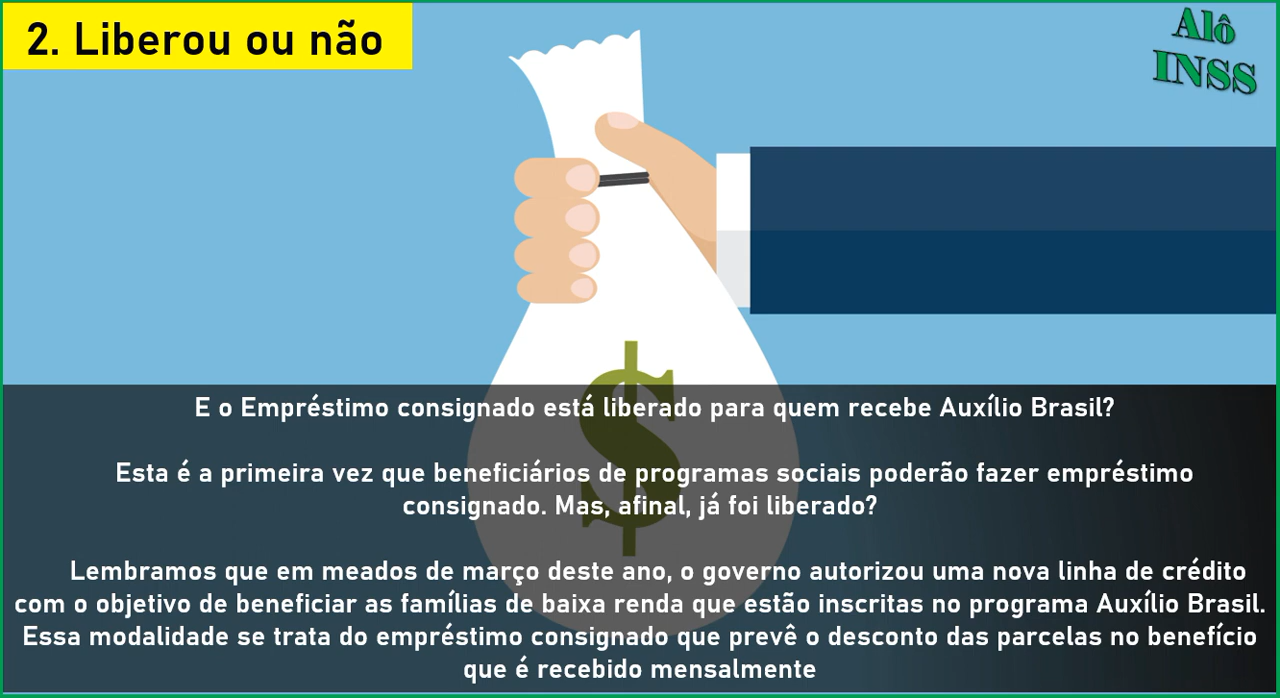 2. Liberou ou não
Alô
INSS
E o Empréstimo consignado está liberado para quem recebe Auxílio Brasil?
Esta é a primeira vez que beneficiários de programas sociais poderão fazer empréstimo
consignado. Mas, afinal, já foi liberado?
Lembramos que em meados de março deste ano, o governo autorizou uma nova linha de crédito
com o objetivo de beneficiar as famílias de baixa renda que estão inscritas no programa Auxílio Brasil.
Essa modalidade se trata do empréstimo consignado que prevê o desconto das parcelas no benefício
que é recebido mensalmente
$